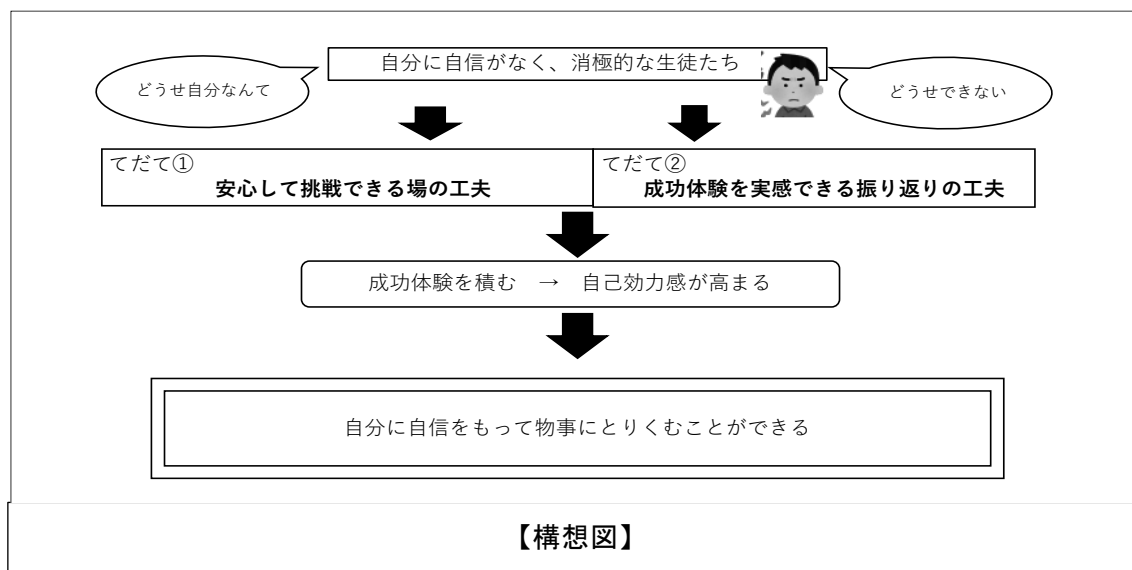 自分に自信がなく、消極的な生徒たち
どうせ自分なんて
どうせできない
てだて①
安心して挑戦できる場の工夫
てだて②
成功体験を実感できる振り返りの工夫
成功体験を積む　→　自己効力感が高まる
自分に自信をもって物事にとりくむことができる
【構想図】